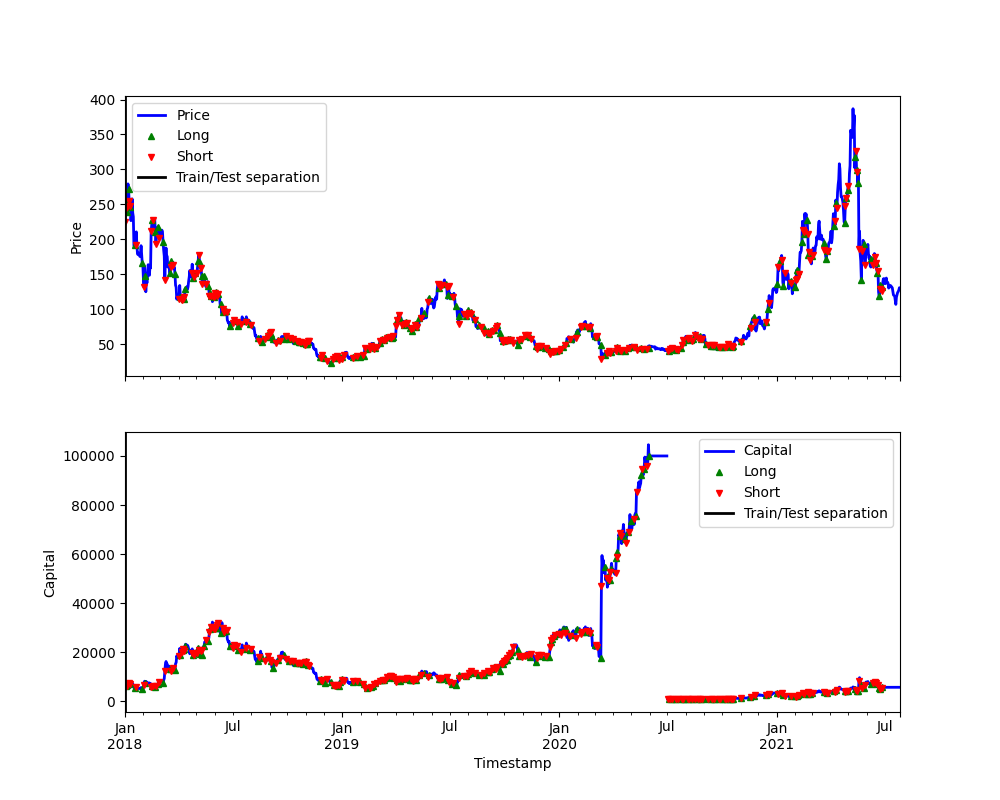 400
350
300
250
200
150
100
50
Price
Price
Long
Short
Train/Test separation
100000
80000
60000
40000
20000
0
Capital
Capital
Long
Short
Train/Test separation
Jan Jul Jan Jul Jan Jul Jan Jul
2018 2019 2020 2021
Timestamp